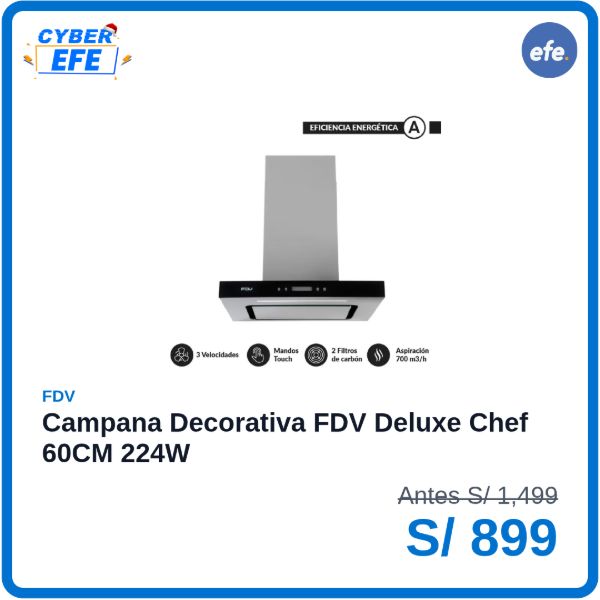 CYBER
EFE
efe.
EFICIENCIA ENERGÉTICA A
FDV
3 Velocidades
Mandos
Touch
2 Filtros
de carbón
Aspiración
700 m3/h
FDV
Campana Decorativa FDV Deluxe Chef
60CM 224W
Antes S/ 1,499
S/ 899